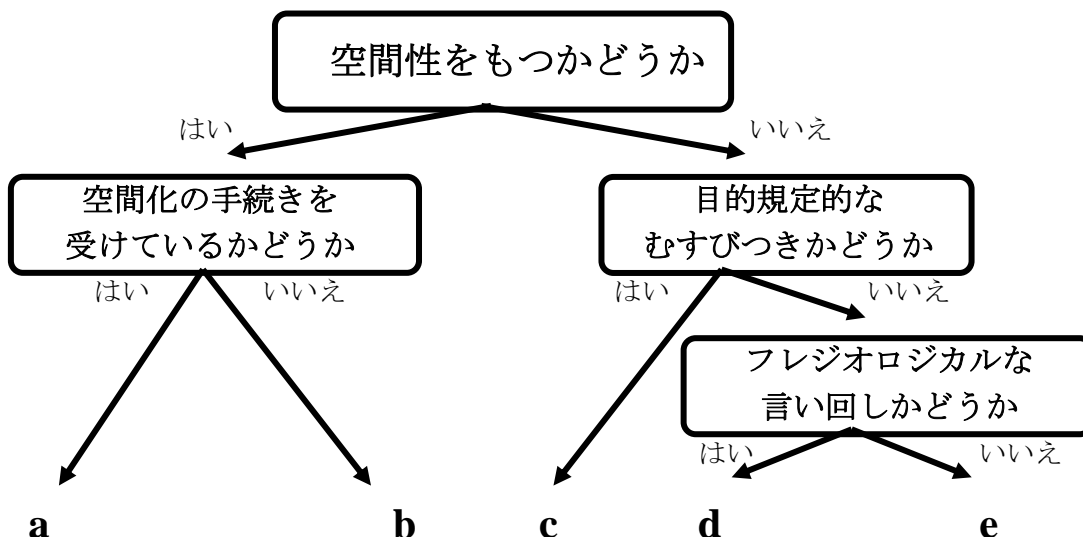 空間性をもつかどうか
はい
いいえ
空間化の手続きを
受けているかどうか
目的規定的な
むすびつきかどうか
はい
いいえ
はい
いいえ
フレジオロジカルな
言い回しかどうか
はい
いいえ
a
b
c
d
e